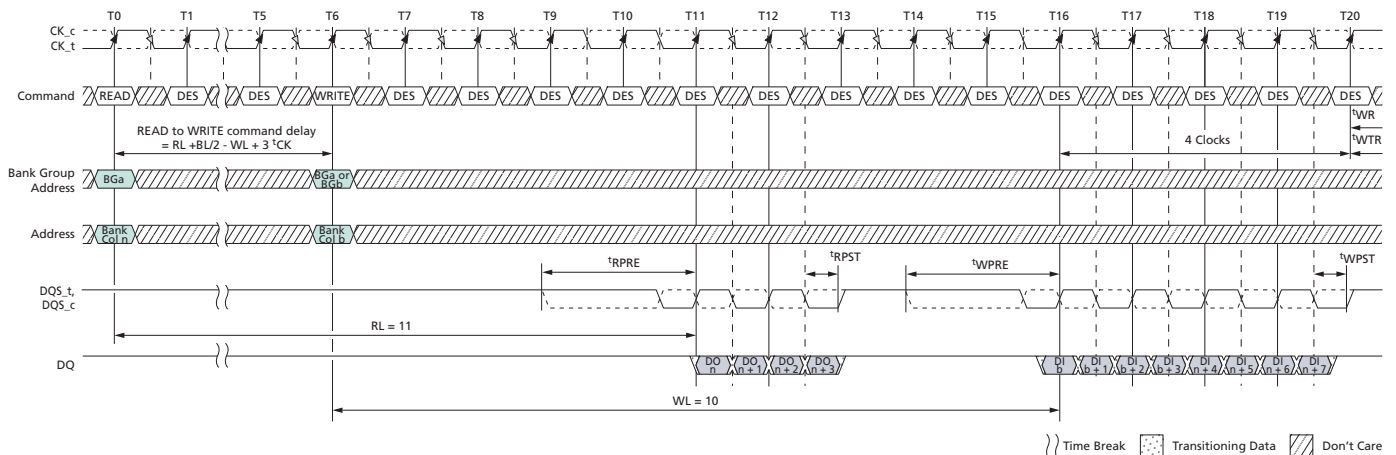 T0 T1 T5 T6 T7 T8 T9 T10 T11 T12 T13 T14 T15 T16 T17 T18 T19 T20
CK_c
CK_t
Command READ DES DES WRITE DES DES DES DES DES DES DES DES DES DES DES DES DES DES
tWR
READ to WRITE command delay
= RL +BL/2 - WL + 3 tCK
4 Clocks
tWTR
Bank Group
Address
BGa
BGa or
BGb
Address
Bank
Col n
Bank
Col b
tRPRE tRPST tWPRE tWPST
DQS_t,
DQS_c
RL = 11
DQ
DO
n
DO
n + 1
DO
n + 2
DO
n + 3
DI
b
DI
b + 1
DI
b + 2
DI
b + 3
DI
n + 4
DI
n + 5
DI
n + 6
DI
n + 7
WL = 10
Time Break Transitioning Data Don't Care